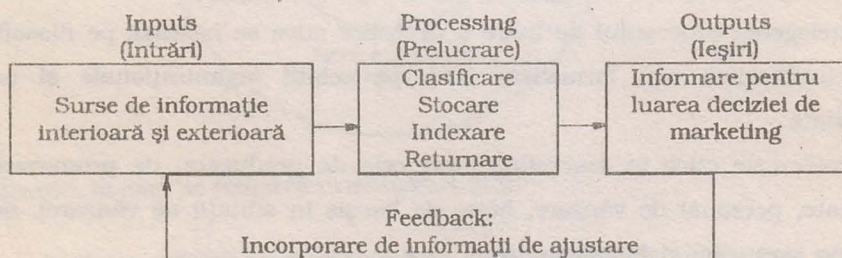 Inputs
(Intrări)
Surse de informaţie
interioară şi exterioară
Processing
(Prelucrare)
Clasificare
Stocare
Indexare
Returnare
Outputs
(Ieşiri)
Informare pentru
luarea deciziei de
marketing
Feedback:
Incorporare de informaţii de ajustare